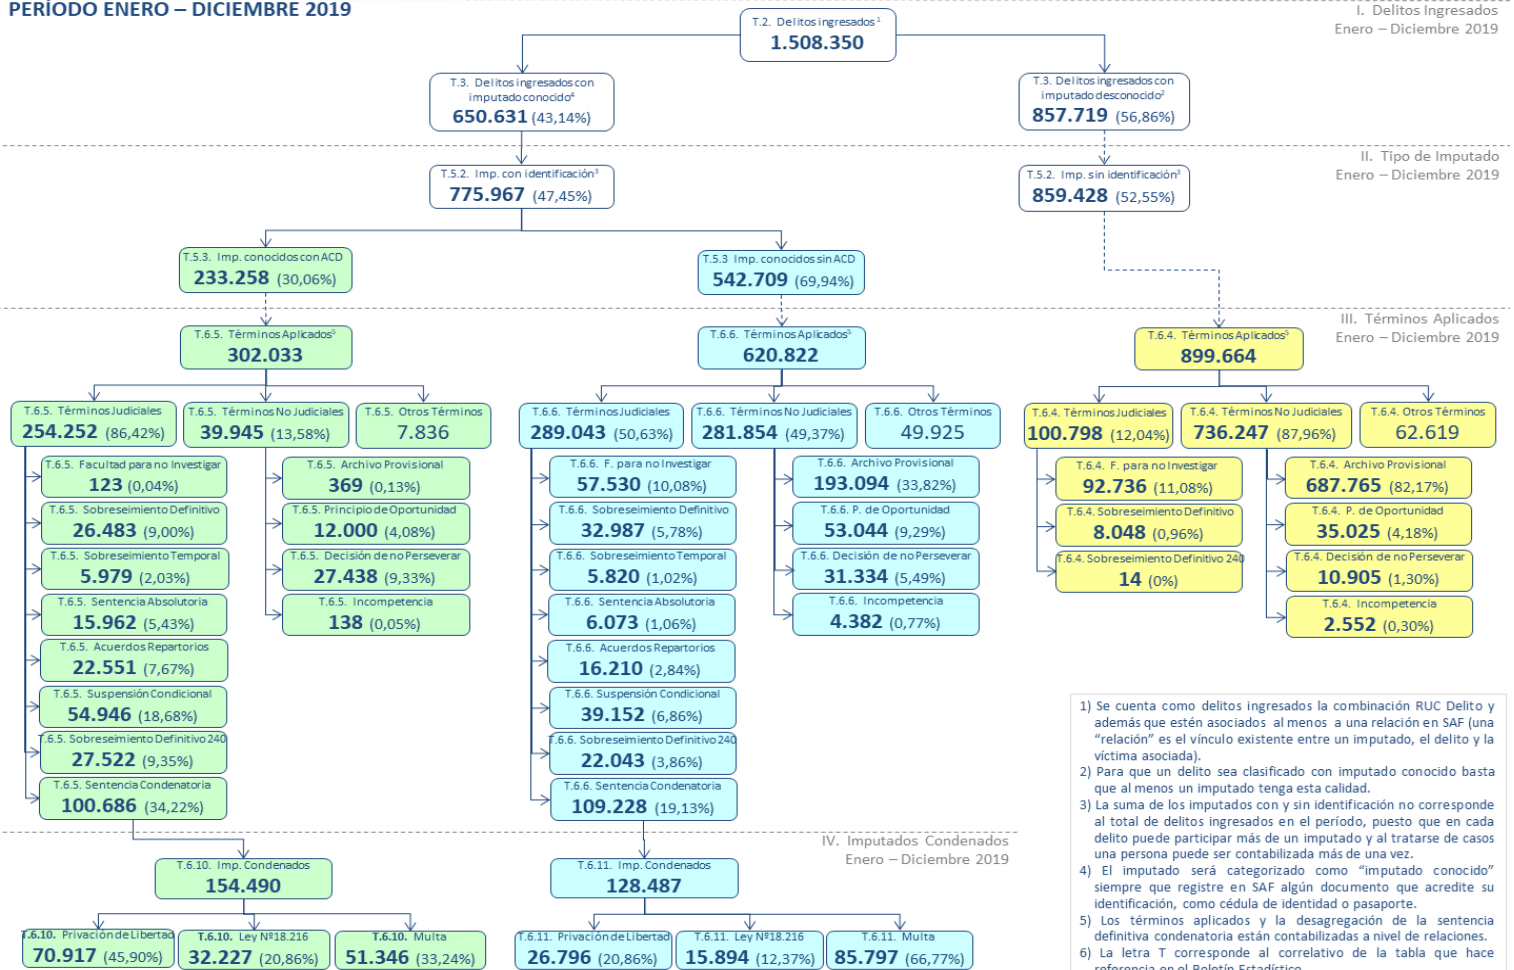 PERÍODO ENERO – DICIEMBRE 2019
I. Delitos Ingresados
Enero – Diciembre 2019
T.2. Delitos ingresados ¹
1.508.350
T.3. Delitos ingresados con
imputado conocido⁴
650.631 (43,14%)
T.3. Delitos ingresados con
imputado desconocido²
857.719 (56,86%)
II. Tipo de Imputado
Enero – Diciembre 2019
T.5.2. Imp. con identificación³
775.967 (47,45%)
T.5.2. Imp. sin identificación³
859.428 (52,55%)
T.5.3. Imp. conocidos con ACD
233.258 (30,06%)
T.5.3 Imp. conocidos sin ACD
542.709 (69,94%)
III. Términos Aplicados
Enero – Diciembre 2019
T.6.5. Términos Aplicados⁵
302.033
T.6.6. Términos Aplicados⁵
620.822
T.6.4. Términos Aplicados⁵
899.664
T.6.5. Términos Judiciales
254.252 (86,42%)
T.6.5. Términos No Judiciales
39.945 (13,58%)
T.6.5. Otros Términos
7.836
T.6.6. Términos Judiciales
289.043 (50,63%)
T.6.6. Términos No Judiciales
281.854 (49,37%)
T.6.6. Otros Términos
49.925
T.6.4. Términos Judiciales
100.798 (12,04%)
T.6.4. Términos No Judiciales
736.247 (87,96%)
T.6.4. Otros Términos
62.619
T.6.5. Facultad para no Investigar
123 (0,04%)
T.6.5. Sobreseimiento Definitivo
26.483 (9,00%)
T.6.5. Sobreseimiento Temporal
5.979 (2,03%)
T.6.5. Sentencia Absolutoria
15.962 (5,43%)
T.6.5. Acuerdos Repartorios
22.551 (7,67%)
T.6.5. Suspensión Condicional
54.946 (18,68%)
T.6.5. Sobreseimiento Definitivo 240
27.522 (9,35%)
T.6.5. Sentencia Condenatoria
100.686 (34,22%)
T.6.5. Archivo Provisional
369 (0,13%)
T.6.5. Principio de Oportunidad
12.000 (4,08%)
T.6.5. Decisión de no Perseverar
27.438 (9,33%)
T.6.5. Incompetencia
138 (0,05%)
T.6.6. F. para no Investigar
57.530 (10,08%)
T.6.6. Sobreseimiento Definitivo
32.987 (5,78%)
T.6.6. Sobreseimiento Temporal
5.820 (1,02%)
T.6.6. Sentencia Absolutoria
6.073 (1,06%)
T.6.6. Acuerdos Repartorios
16.210 (2,84%)
T.6.6. Suspensión Condicional
39.152 (6,86%)
T.6.6. Sobreseimiento Definitivo 240
22.043 (3,86%)
T.6.6. Sentencia Condenatoria
109.228 (19,13%)
T.6.6. Archivo Provisional
193.094 (33,82%)
T.6.6. P. de Oportunidad
53.044 (9,29%)
T.6.6. Decisión de no Perseverar
31.334 (5,49%)
T.6.6. Incompetencia
4.382 (0,77%)
T.6.4. F. para no Investigar
92.736 (11,08%)
T.6.4. Sobreseimiento Definitivo
8.048 (0,96%)
T.6.4. Sobreseimiento Definitivo 240
14 (0%)
T.6.4. Archivo Provisional
687.765 (82,17%)
T.6.4. P. de Oportunidad
35.025 (4,18%)
T.6.4. Decisión de no Perseverar
10.905 (1,30%)
T.6.4. Incompetencia
2.552 (0,30%)
IV. Imputados Condenados
Enero – Diciembre 2019
T.6.10. Imp. Condenados
154.490
T.6.11. Imp. Condenados
128.487
T.6.10. Privación de Libertad
70.917 (45,90%)
T.6.10. Ley Nº18.216
32.227 (20,86%)
T.6.10. Multa
51.346 (33,24%)
T.6.11. Privación de Libertad
26.796 (20,86%)
T.6.11. Ley Nº18.216
15.894 (12,37%)
T.6.11. Multa
85.797 (66,77%)
1) Se cuenta como delitos ingresados la combinación RUC Delito y
además que estén asociados al menos a una relación en SAF (una
“relación” es el vínculo existente entre un imputado, el delito y la
víctima asociada).
2) Para que un delito sea clasificado con imputado conocido basta
que al menos un imputado tenga esta calidad.
3) La suma de los imputados con y sin identificación no corresponde
al total de delitos ingresados en el período, puesto que en cada
delito puede participar más de un imputado y al tratarse de casos
una persona puede ser contabilizada más de una vez.
4) El imputado será categorizado como “imputado conocido”
siempre que registre en SAF algún documento que acredite su
identificación, como cédula de identidad o pasaporte.
5) Los términos aplicados y la desagregación de la sentencia
definitiva condenatoria están contabilizadas a nivel de relaciones.
6) La letra T corresponde al correlativo de la tabla que hace
referencia en el Boletín Estadístico.